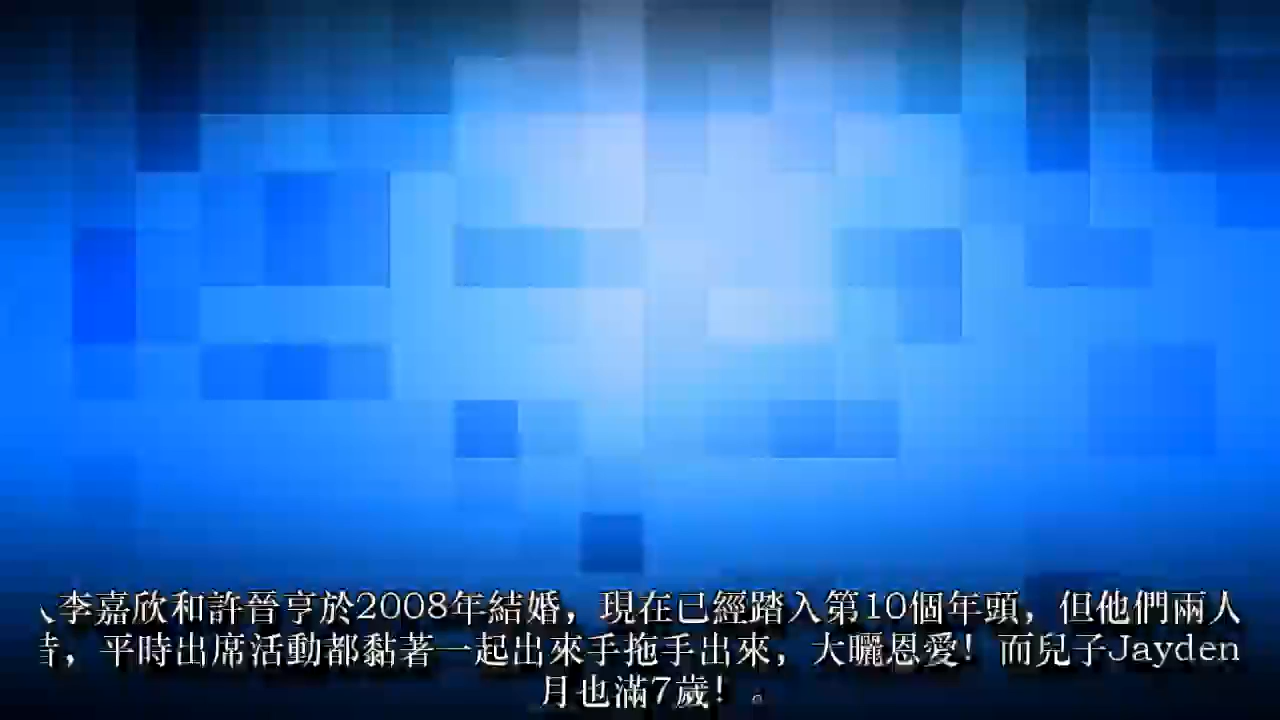 李嘉欣和許晉亨於2008年結婚，現在已經踏入第10個年頭，但他們兩人
，平時出席活動都黏著一起出來手拖手出來，大曬恩愛！而兒子Jayden
月也滿7歲！。